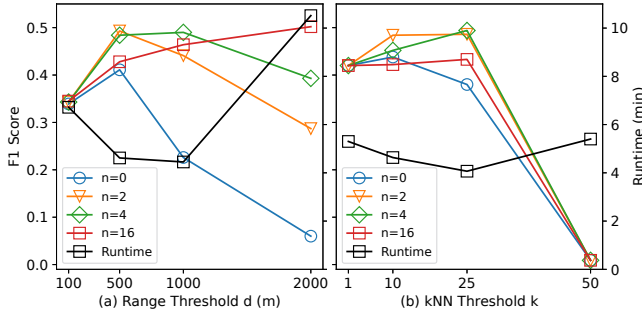 F1 Score
0.5
0.4
0.3
0.2
0.1
0.0
n=0
n=2
n=4
n=16
Runtime
100 500 1000 2000
(a) Range Threshold d (m)
n=0
n=2
n=4
n=16
Runtime
1 10 25 50
(b) kNN Threshold k
10
8
6
4
2
0
Runtime (min)